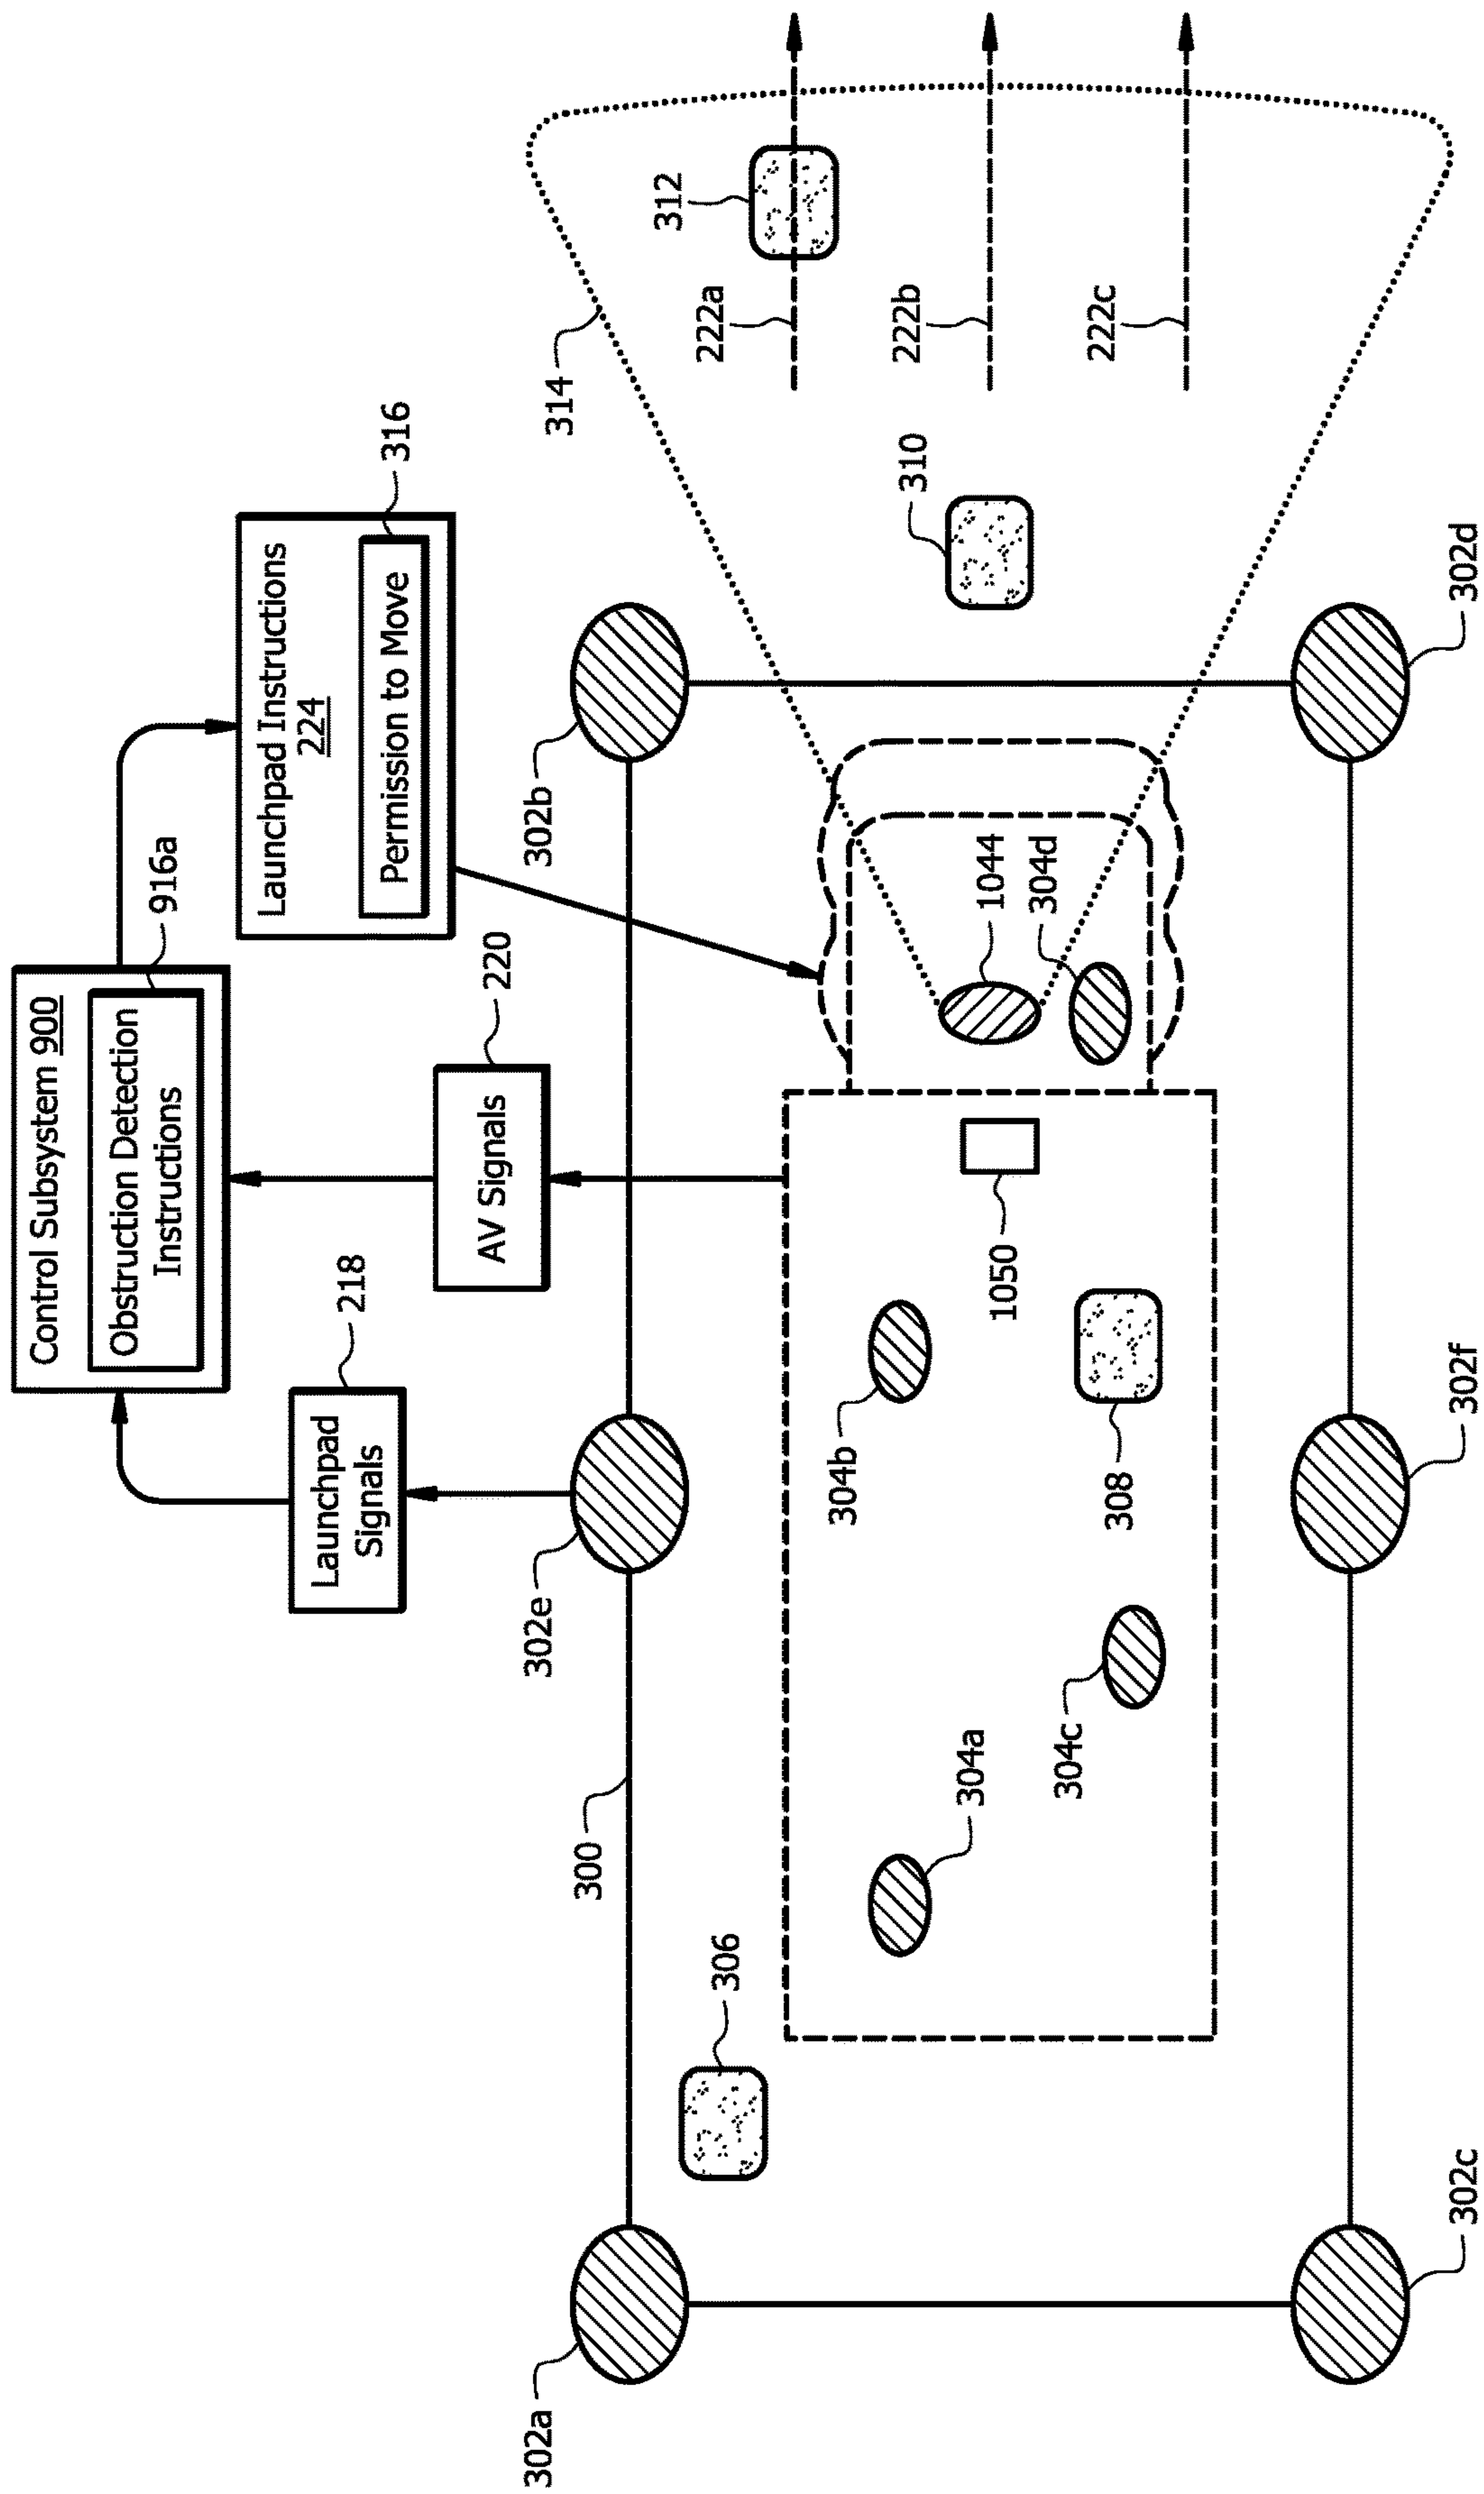 Control Subsystem 900
Obstruction Detection
Instructions
916a
Launchpad Instructions
224
Permission to Move
316
Launchpad
Signals
218
AV Signals
220
302a
300
302e
302b
314
306
312
222a
222b
222c
310
304a
304b
304c
308
1050
1044
304d
302c
302f
302d